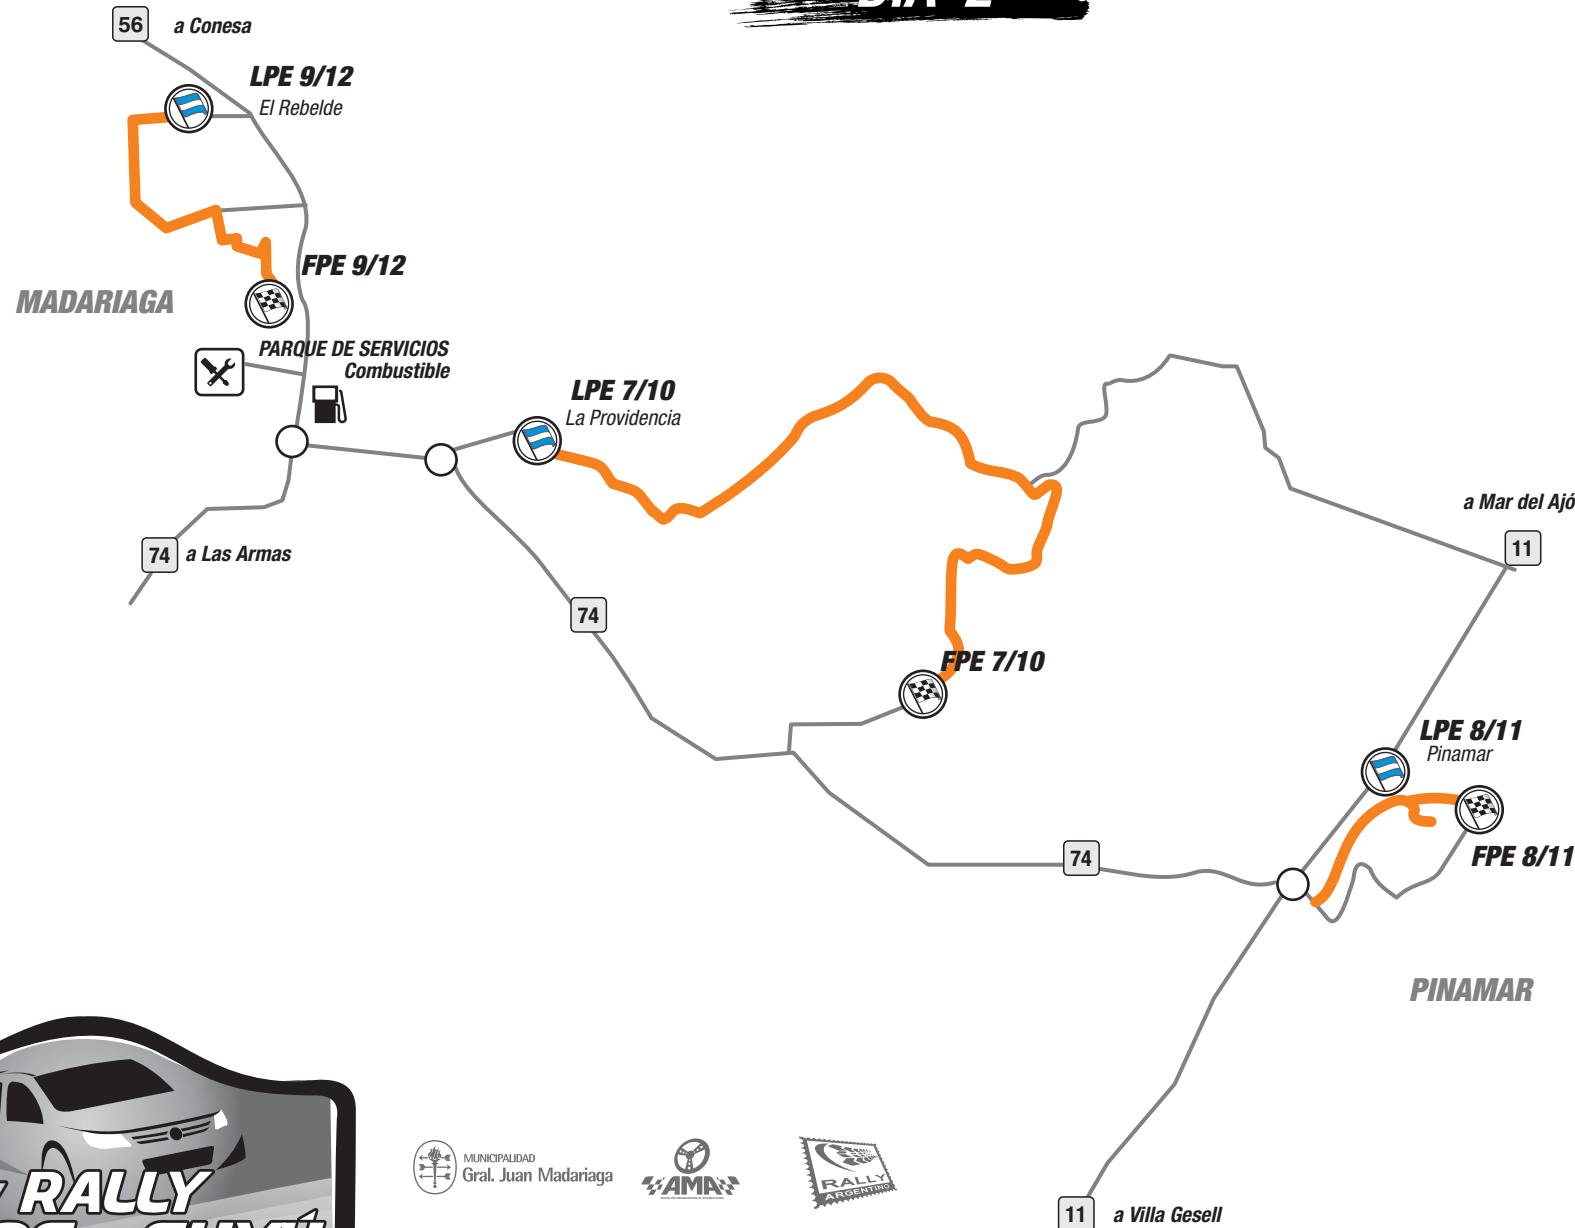 DIA 2
56 a Conesa
LPE 9/12
El Rebelde
FPE 9/12
MADARIAGA
PARQUE DE SERVICIOS
Combustible
LPE 7/10
La Providencia
a Mar del Ajó
11
74 a Las Armas
74
FPE 7/10
LPE 8/11
Pinamar
74
FPE 8/11
PINAMAR
RALLY
MUNICIPALIDAD
Gral. Juan Madariaga
AMA
RALLY
ARGENTINO
11 a Villa Gesell